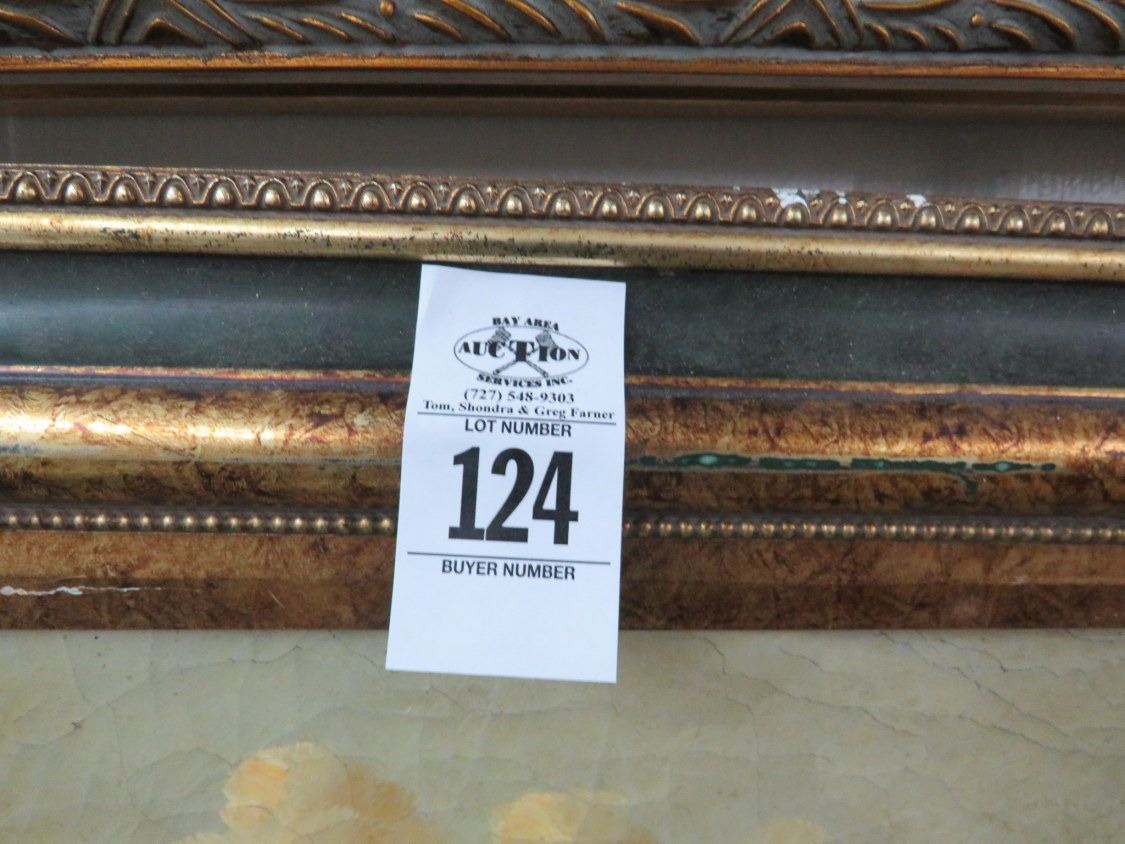 BAY AREA
AUCTION
SERVICES INC.
(727) 548-9303
Tom, Shondra & Greg Farner
LOT NUMBER
124
BUYER NUMBER